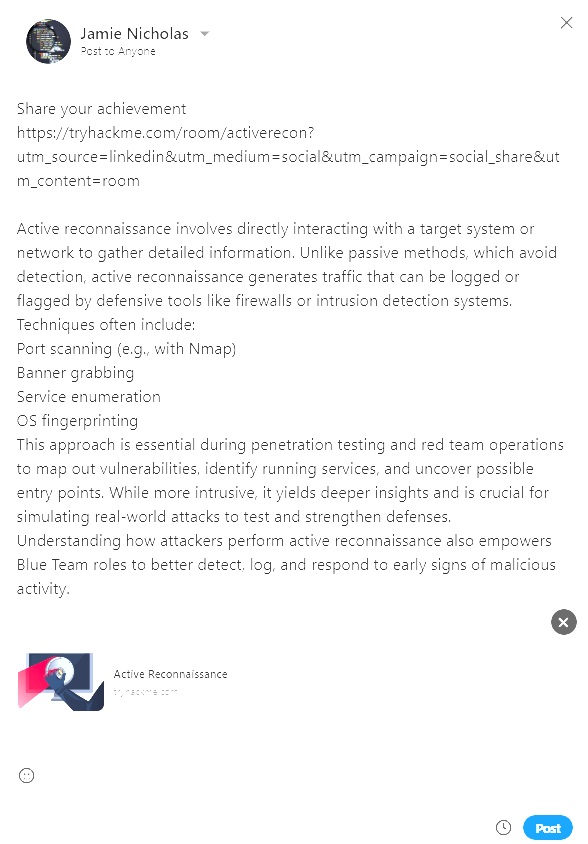 Jamie Nicholas
Post to Anyone
Share your achievement
https://tryhackme.com/room/activerecon?
utm_source=linkedin&utm_medium=social&utm_campaign=social_share&ut
m_content=room
Active reconnaissance involves directly interacting with a target system or
network to gather detailed information. Unlike passive methods, which avoid
detection, active reconnaissance generates traffic that can be logged or
flagged by defensive tools like firewalls or intrusion detection systems.
Techniques often include:
Port scanning (e.g., with Nmap)
Banner grabbing
Service enumeration
OS fingerprinting
This approach is essential during penetration testing and red team operations
to map out vulnerabilities, identify running services, and uncover possible
entry points. While more intrusive, it yields deeper insights and is crucial for
simulating real-world attacks to test and strengthen defenses.
Understanding how attackers perform active reconnaissance also empowers
Blue Team roles to better detect, log, and respond to early signs of malicious
activity.
Active Reconnaissance
tryhackme.com
Post